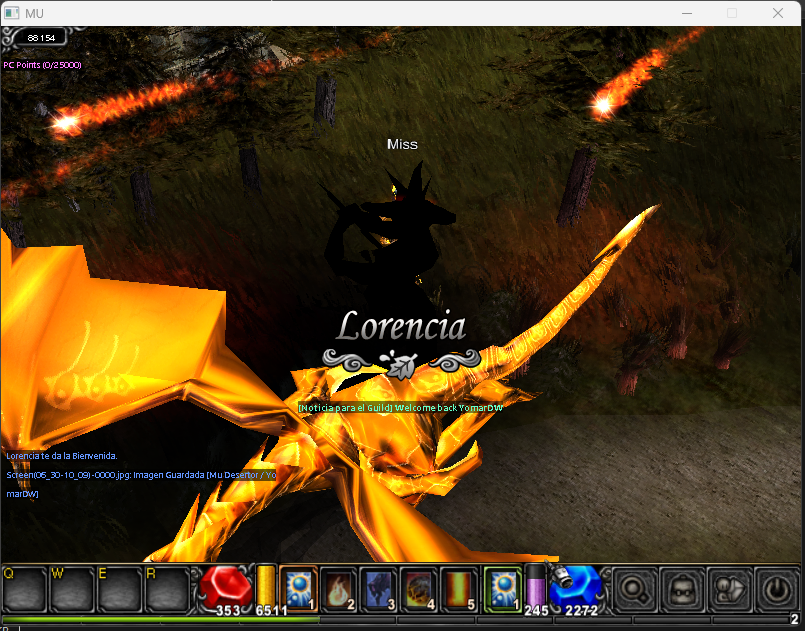 MU
88 154
PC Points (0/25000)
Miss
Lorencia
[Noticia para el Guild] Welcome back YomarDW
Lorencia te da la Bienvenida.
Screen(05_30-10_09)-0000.jpg: Imagen Guardada [Mu Desertor / Yo
marDW]
Q W E R 353 6511 1 2 3 4 5 1 245 2272
2